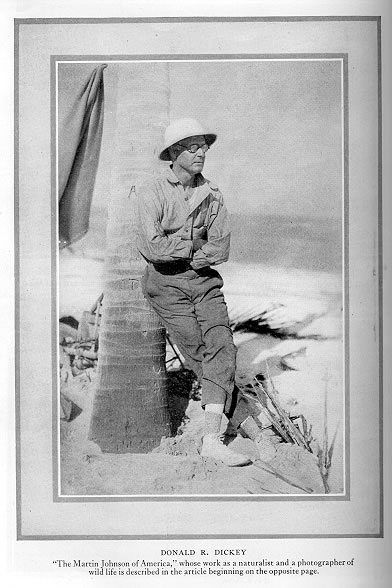 A
DONALD R. DICKEY
"The Martin Johnson of America," whose work as a naturalist and a photographer of
wild life is described in the article beginning on the opposite page.